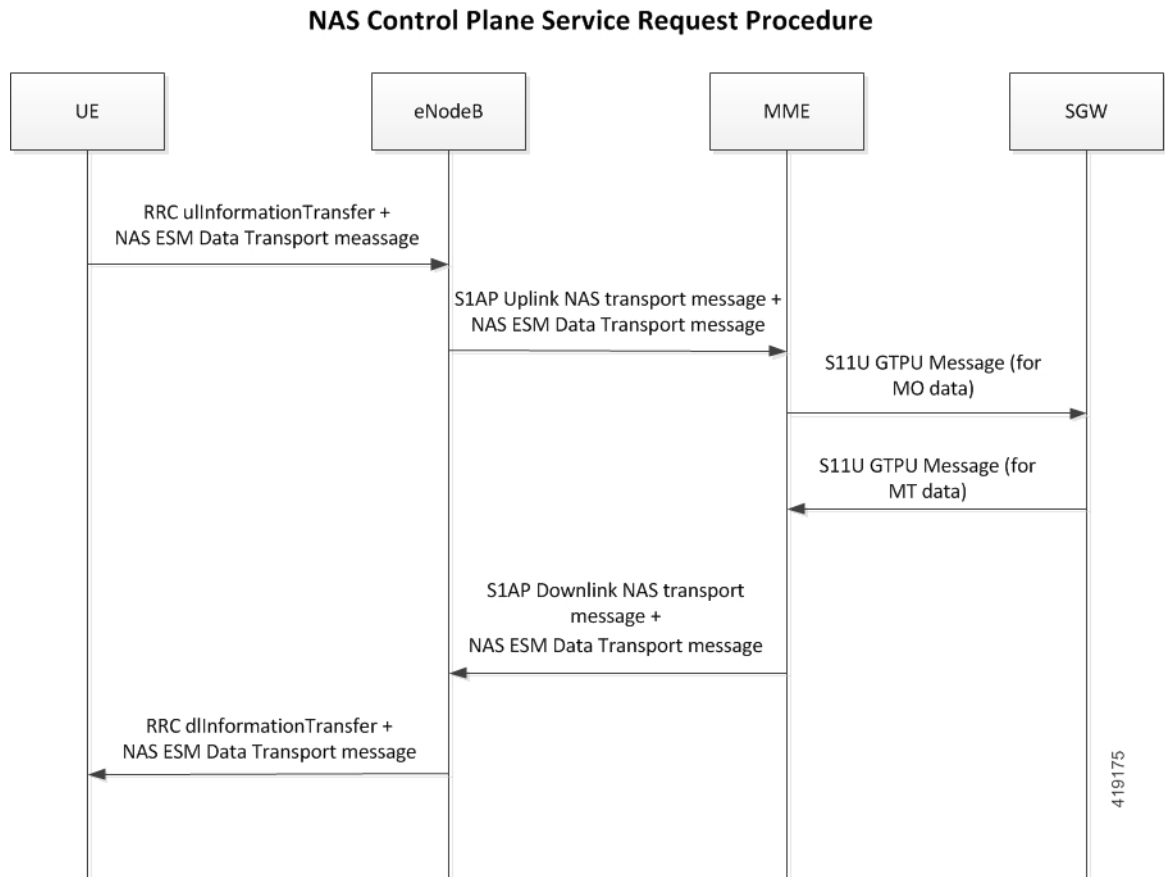 NAS Control Plane Service Request Procedure
UE
eNodeB
MME
SGW
RRC ulInformationTransfer +
NAS ESM Data Transport meassage
S1AP Uplink NAS transport message +
NAS ESM Data Transport message
S11U GTPU Message (for
MO data)
S11U GTPU Message (for
MT data)
S1AP Downlink NAS transport
message +
NAS ESM Data Transport message
RRC dlInformationTransfer +
NAS ESM Data Transport message
419175